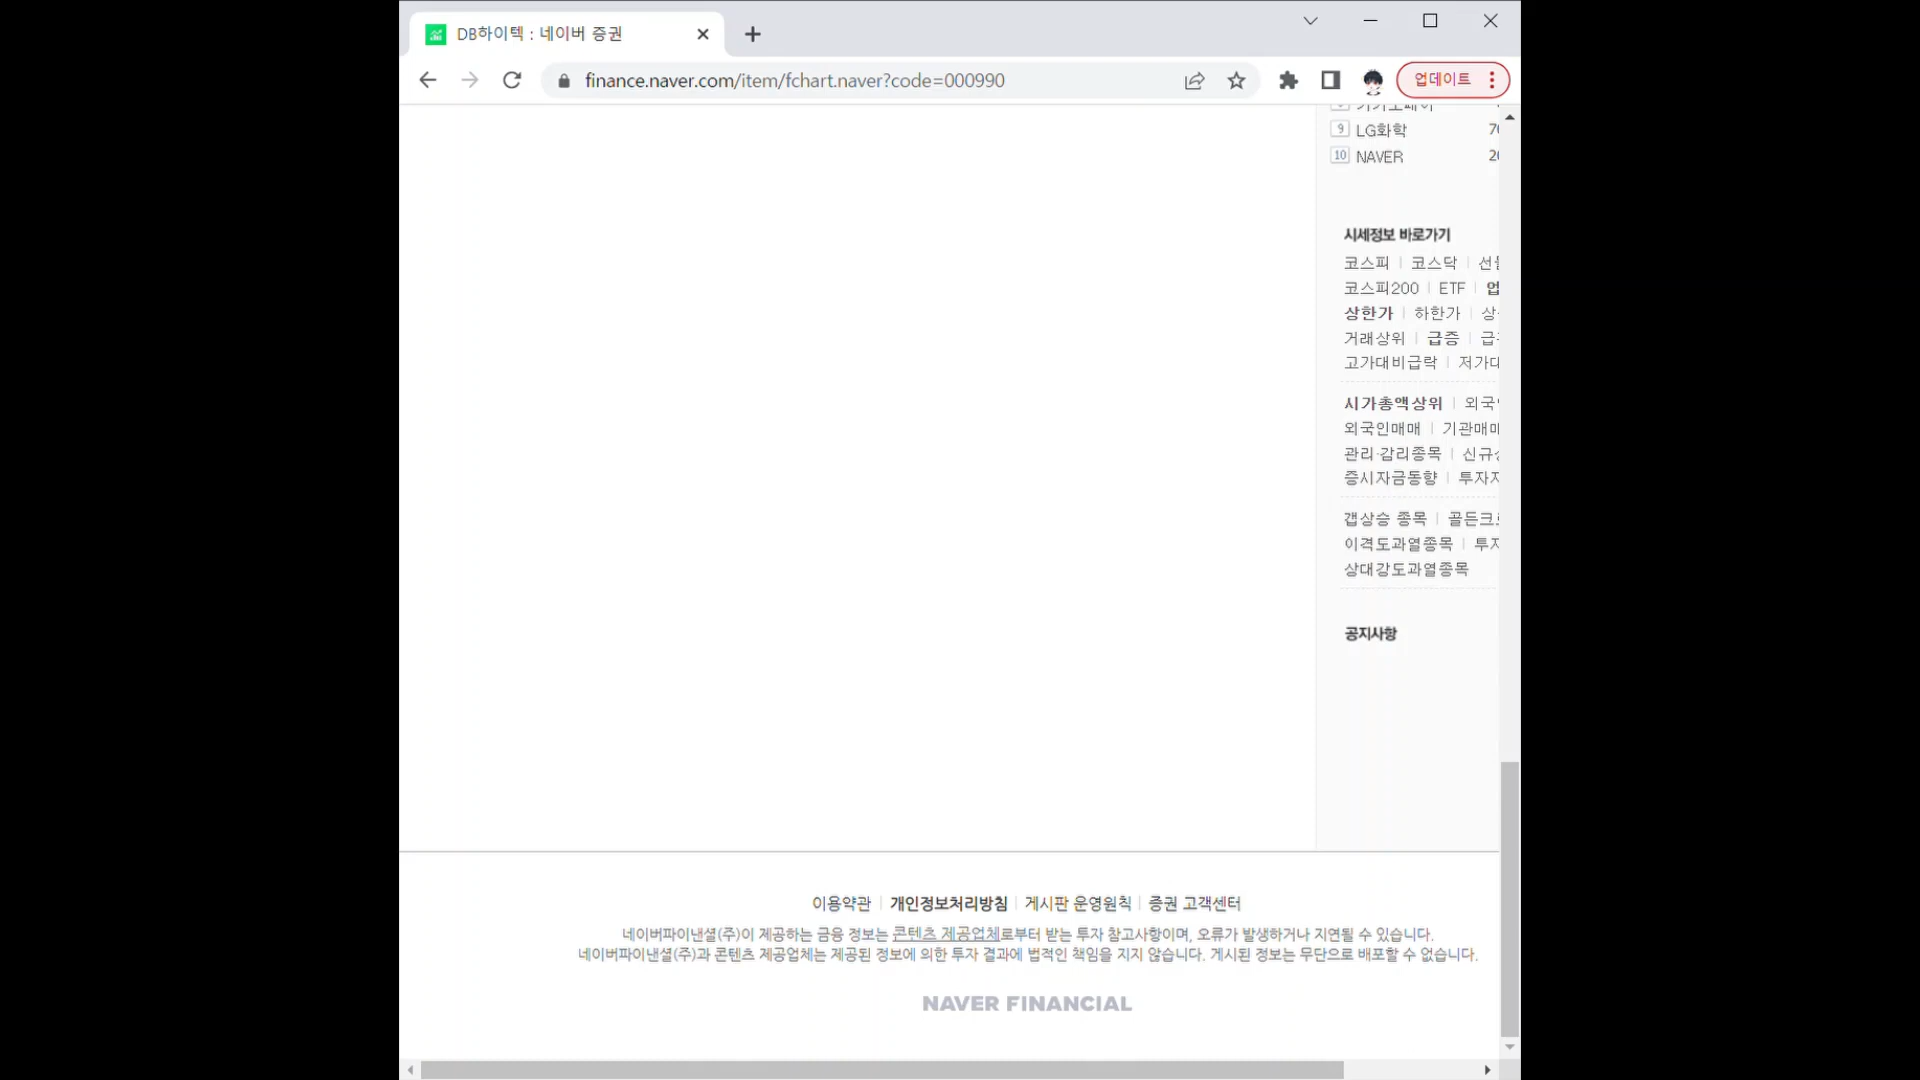 DB하이텍 : 네이버 증권
finance.naver.com/item/fchart.naver?code=000990
업데이트
9 LG화학
10 NAVER
시세정보 바로가기
코스피 | 코스닥
코스피200 | ETF
상한가 | 하한가
거래상위 | 급증
고가대비급락
시가총액상위
외국인매매
관리·감리종목
증시자금동향
갭상승 종목
이격도과열종목
상대강도과열종목
공지사항
이용약관 | 개인정보처리방침 | 게시판 운영원칙 | 증권 고객센터
네이버파이낸셜(주)이 제공하는 금융 정보는 콘텐츠 제공업체로부터 받는 투자 참고사항이며, 오류가 발생하거나 지연될 수 있습니다.
네이버파이낸셜(주)과 콘텐츠 제공업체는 제공된 정보에 의한 투자 결과에 법적인 책임을 지지 않습니다. 게시된 정보는 무단으로 배포할 수 없습니다.
NAVER FINANCIAL